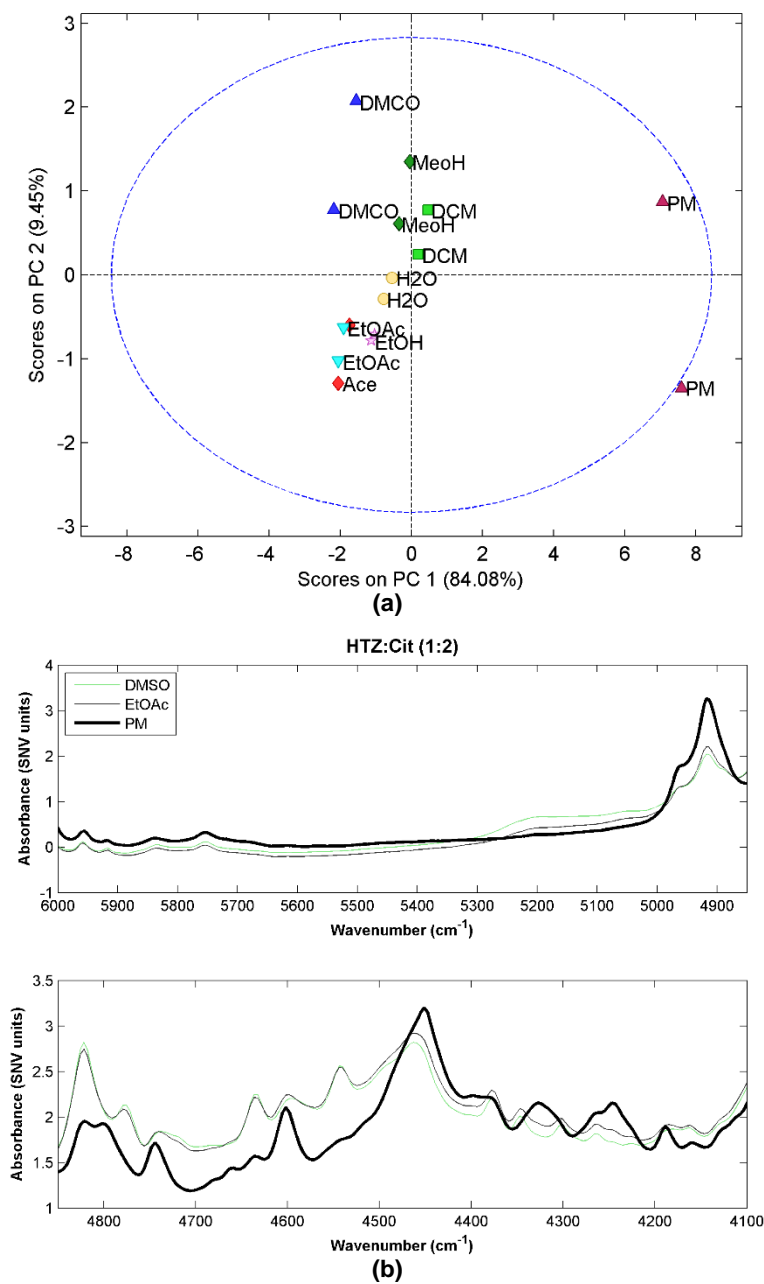 3
2
1
0
-1
-2
-3
Scores on PC 2 (9.45%)
DMCO
MeoH
DMCO
DCM
MeoH
PM
DCM
H2O
H2O
EtOAc
EtOH
EtOAc
Ace
PM
-8 -6 -4 -2 0 2 4 6 8
Scores on PC 1 (84.08%)
(a)
HTZ:Cit (1:2)
4
3
2
1
0
-1
Absorbance (SNV units)
DMSO
EtOAc
PM
6000 5900 5800 5700 5600 5500 5400 5300 5200 5100 5000 4900
Wavenumber (cm-1)
3.5
3
2.5
2
1.5
1
Absorbance (SNV units)
4800 4700 4600 4500 4400 4300 4200 4100
Wavenumber (cm-1)
(b)